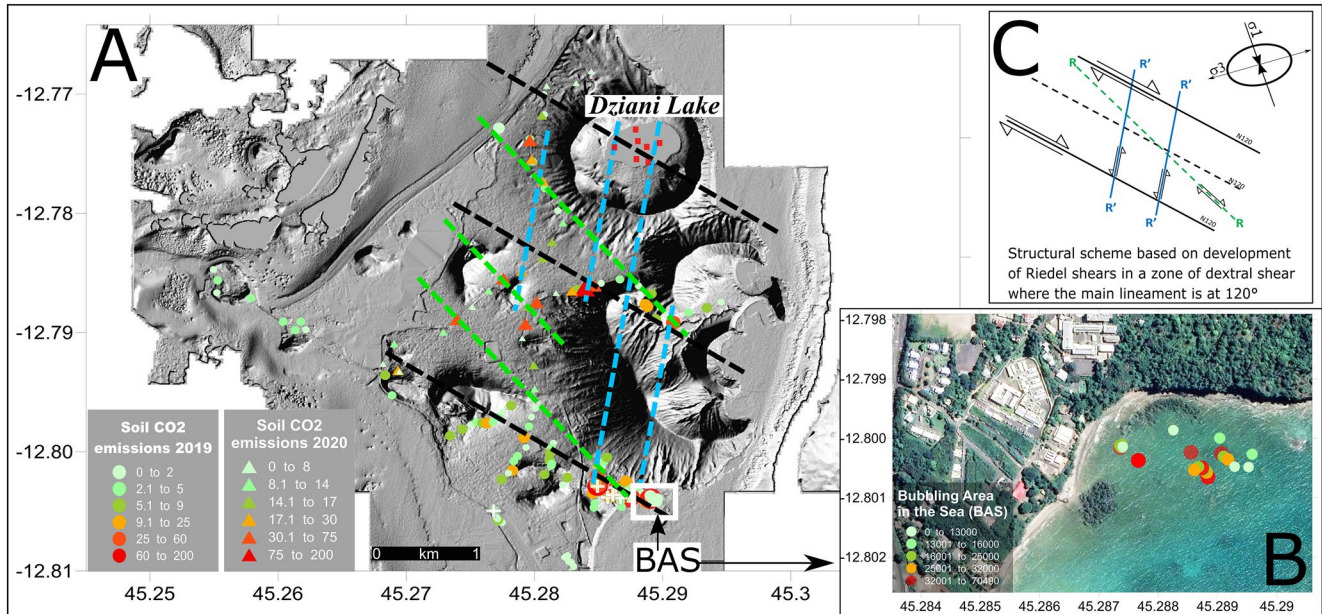 A
Dziani Lake
-12.77
-12.78
-12.79
-12.80
-12.81
45.25
45.26
45.27
45.28
45.29
45.3
Soil CO2
emissions 2019
0 to 2
2.1 to 5
5.1 to 9
9.1 to 25
25 to 60
60 to 200
Soil CO2
emissions 2020
0 to 8
8.1 to 14
14.1 to 17
17.1 to 30
30.1 to 75
75 to 200
0 km 1
BAS
C
σ1
σ3
R
R'
R'
N120
N120
N120
R'
R'
R
Structural scheme based on development
of Riedel shears in a zone of dextral shear
where the main lineament is at 120°
-12.798
-12.799
-12.800
-12.801
-12.802
Bubbling Area
in the Sea (BAS)
0 to 13000
13001 to 16000
16001 to 25000
25001 to 32000
32001 to 70490
B
45.284
45.285
45.286
45.287
45.288
45.289
45.29